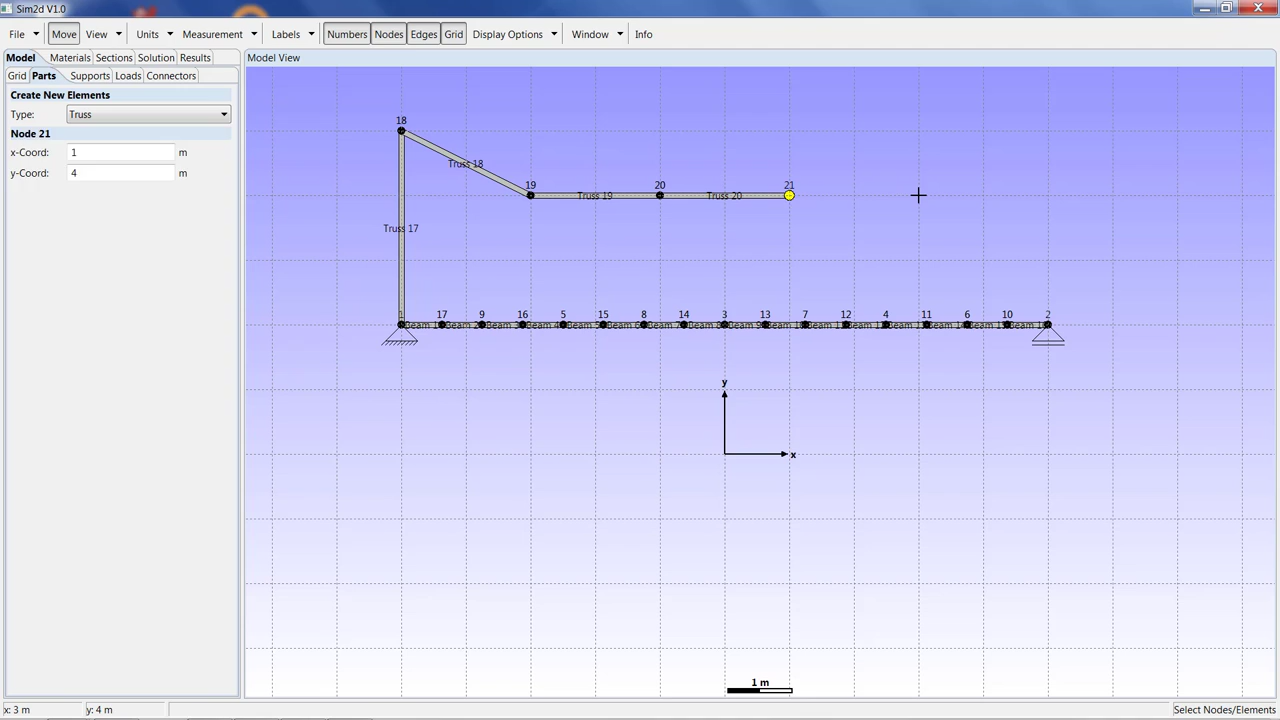 Sim2d V1.0
File Move View Units Measurement Labels Numbers Nodes Edges Grid Display Options Window Info
Model Materials Sections Solution Results
Grid Parts Supports Loads Connectors
Create New Elements
Type: Truss
Node 21
x-Coord: 1 m
y-Coord: 4 m
Model View
18
Truss 18
19 20 21
Truss 19 Truss 20
Truss 17
1 17 9 16 5 15 8 14 3 13 7 12 4 11 6 10 2
y
x
1 m
x: 3 m y: 4 m Select Nodes/Elements